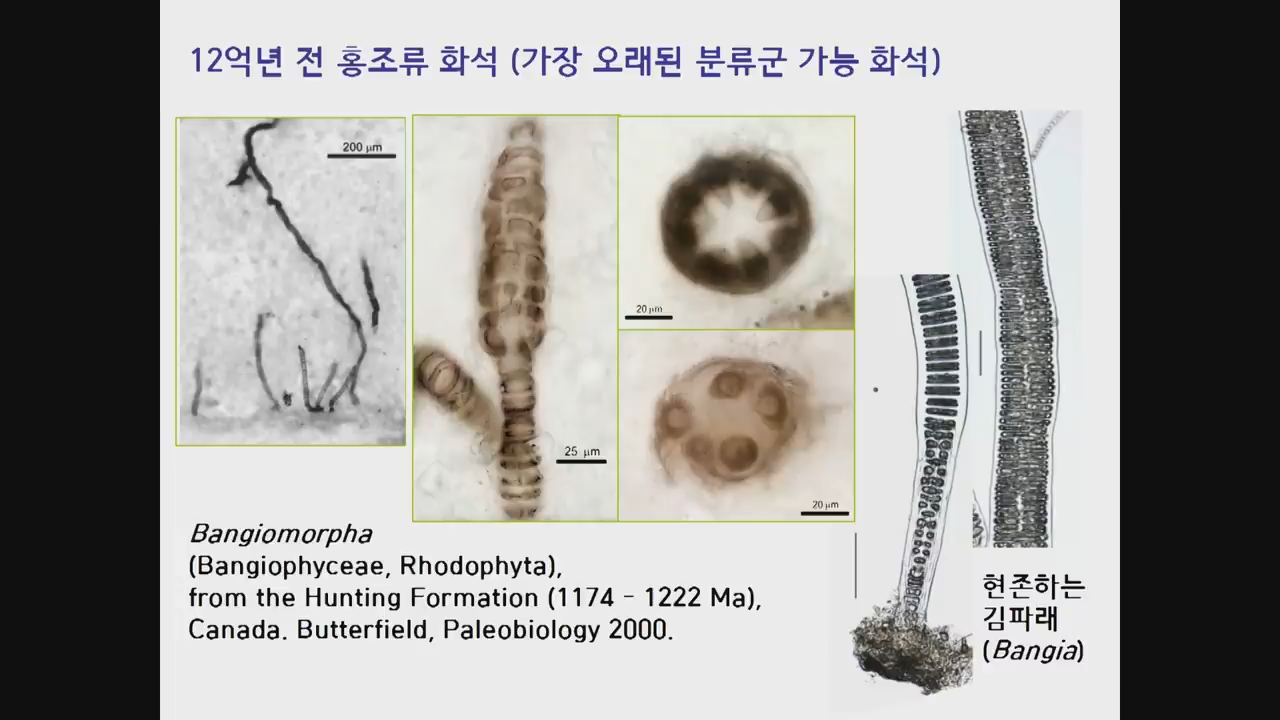 12억년 전 홍조류 화석 (가장 오래된 분류군 가능 화석)
200 μm
25 μm
20 μm
20 μm
Bangiomorpha
(Bangiophyceae, Rhodophyta),
from the Hunting Formation (1174 - 1222 Ma),
Canada. Butterfield, Paleobiology 2000.
현존하는
김파래
(Bangia)